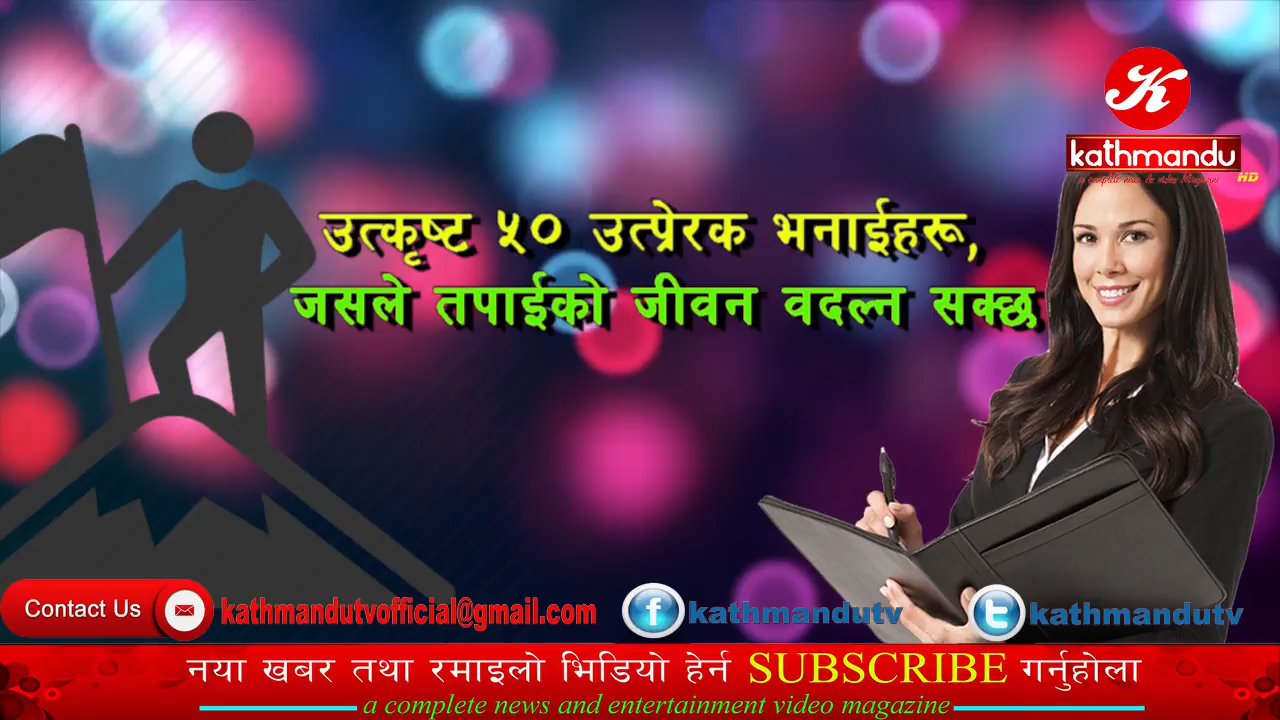 K
kathmandu
HD
उत्कृष्ट ५० उत्प्रेरक भनाईहरू,
जसले तपाईको जीवन वदल्न सक्छ
Contact Us
kathmandutvofficial@gmail.com
kathmandutv
kathmandutv
नया खबर तथा रमाइलो भिडियो हेर्न SUBSCRIBE गर्नुहोला
a complete news and entertainment video magazine